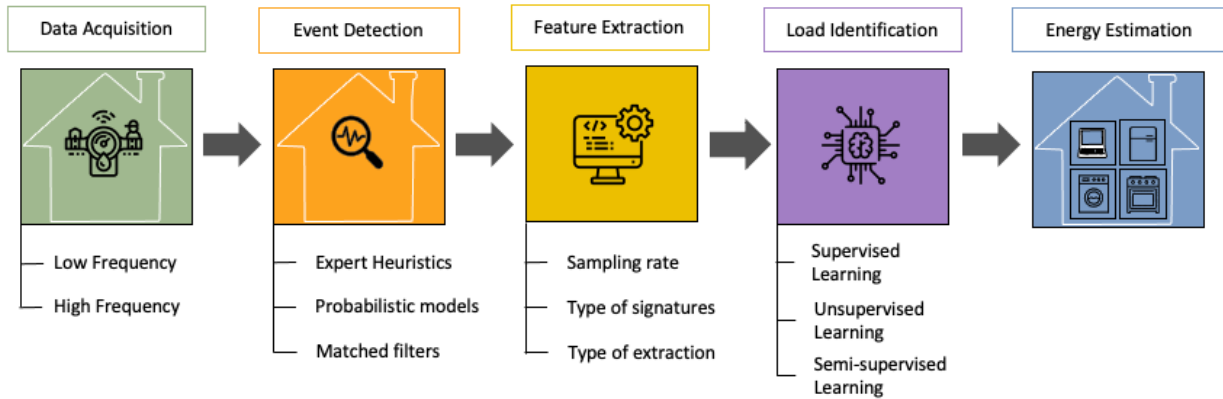 Data Acquisition
Event Detection
Feature Extraction
Load Identification
Energy Estimation
</>
Low Frequency
High Frequency
Expert Heuristics
Probabilistic models
Matched filters
Sampling rate
Type of signatures
Type of extraction
Supervised
Learning
Unsupervised
Learning
Semi-supervised
Learning